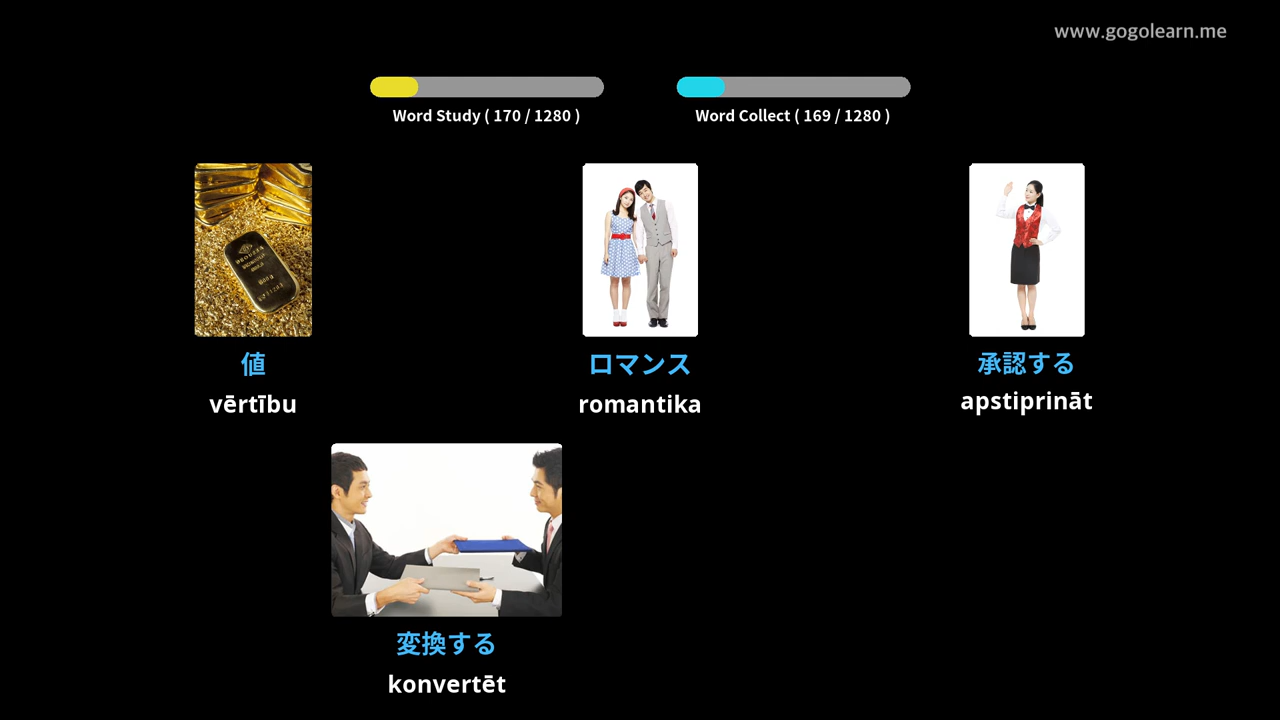 www.gogolearn.me
Word Study ( 170 / 1280 )
Word Collect ( 169 / 1280 )
値
vērtību
ロマンス
romantika
承認する
apstiprināt
変換する
konvertēt